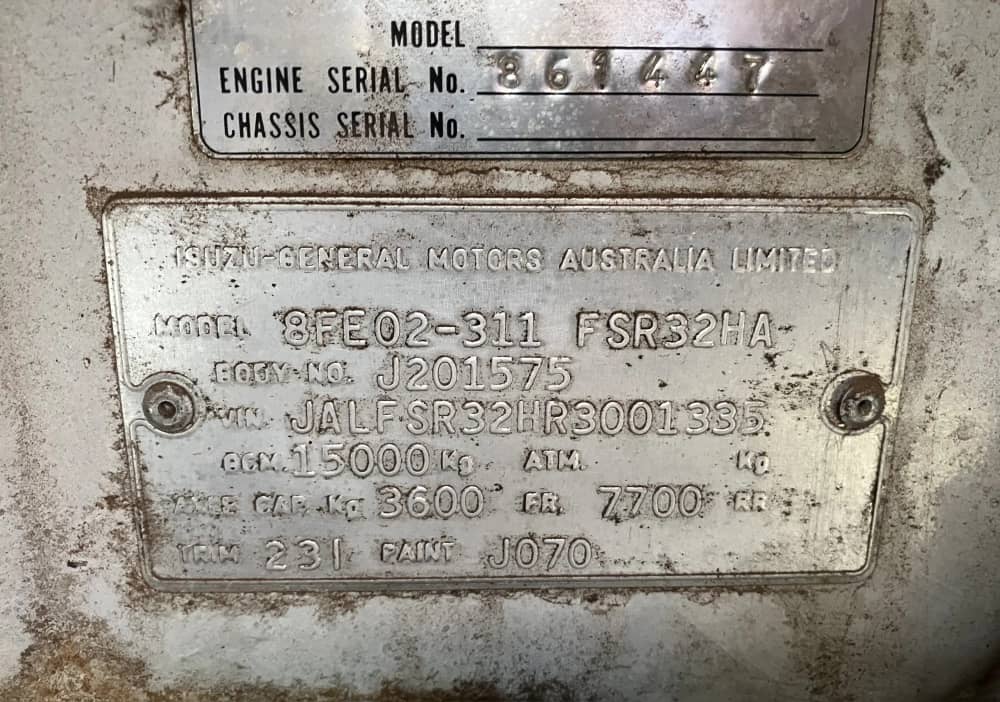 MODEL
ENGINE SERIAL No. 861447
CHASSIS SERIAL No.
ISUZU-GENERAL MOTORS AUSTRALIA LIMITED
MODEL 8FE02-311 FSR32HA
BODY NO. J201575
VIN. JALFSR32HR3001335
GCM. 15000 Kg ATM. Kg
AXLE CAP. Kg 3600 FR. 7700 RR
TRIM 231 PAINT J070